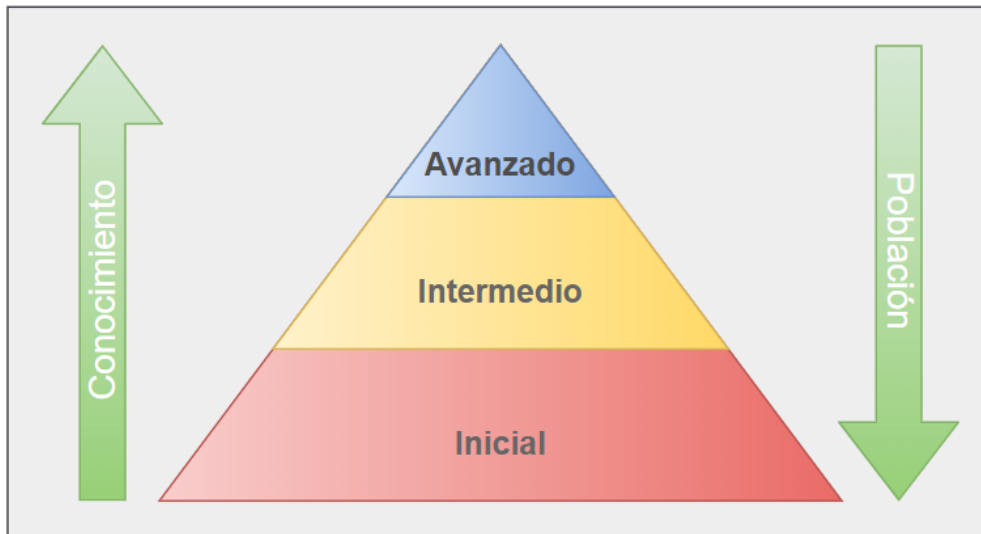 Avanzado
Conocimiento
Población
Intermedio
Inicial